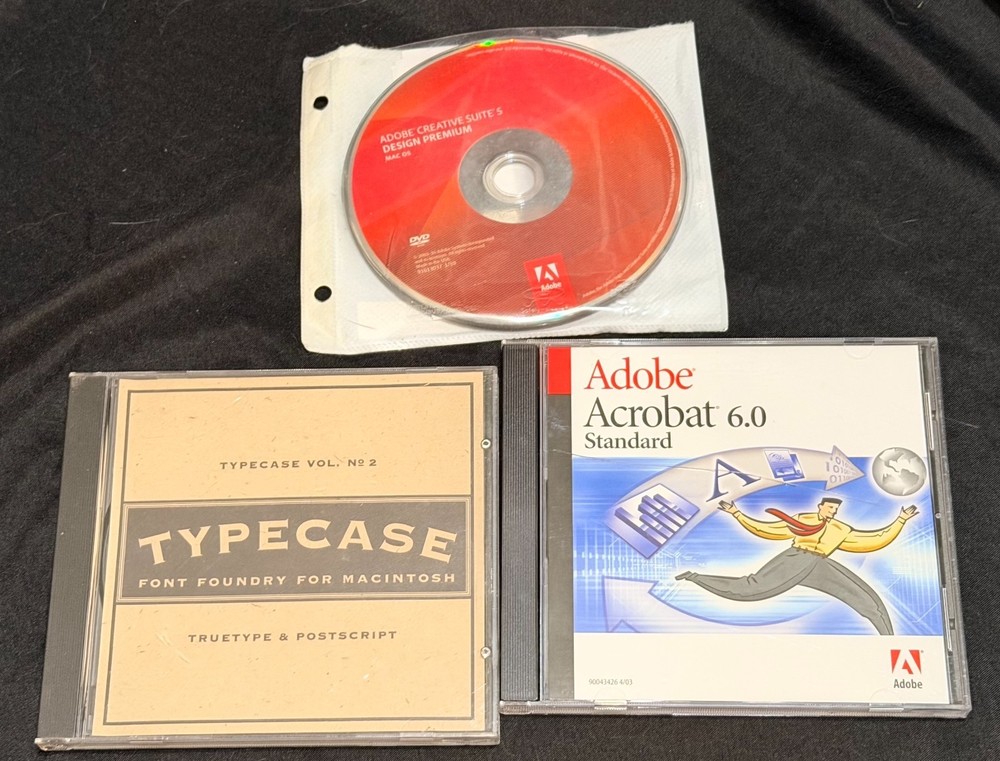 ADOBE® CREATIVE SUITE® 5
DESIGN PREMIUM
MAC OS
DVD
Adobe
TYPECASE VOL. Nº 2
TYPECASE
FONT FOUNDRY FOR MACINTOSH
TRUETYPE & POSTSCRIPT
Adobe®
Acrobat® 6.0
Standard
A
90043426 4/03
Adobe